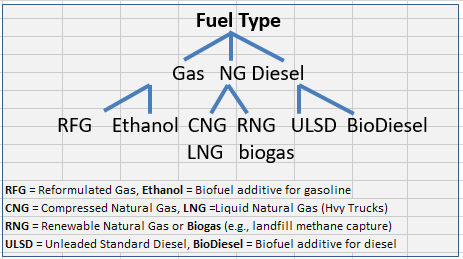 Fuel Type
Gas NG Diesel
RFG Ethanol CNG RNG ULSD BioDiesel
LNG biogas
RFG = Reformulated Gas, Ethanol = Biofuel additive for gasoline
CNG = Compressed Natural Gas, LNG =Liquid Natural Gas (Hvy Trucks)
RNG = Renewable Natural Gas or Biogas (e.g., landfill methane capture)
ULSD = Unleaded Standard Diesel, BioDiesel = Biofuel additive for diesel